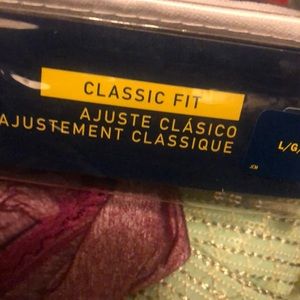 CLASSIC FIT
AJUSTE CLÁSICO
AJUSTEMENT CLASSIQUE
L/G/